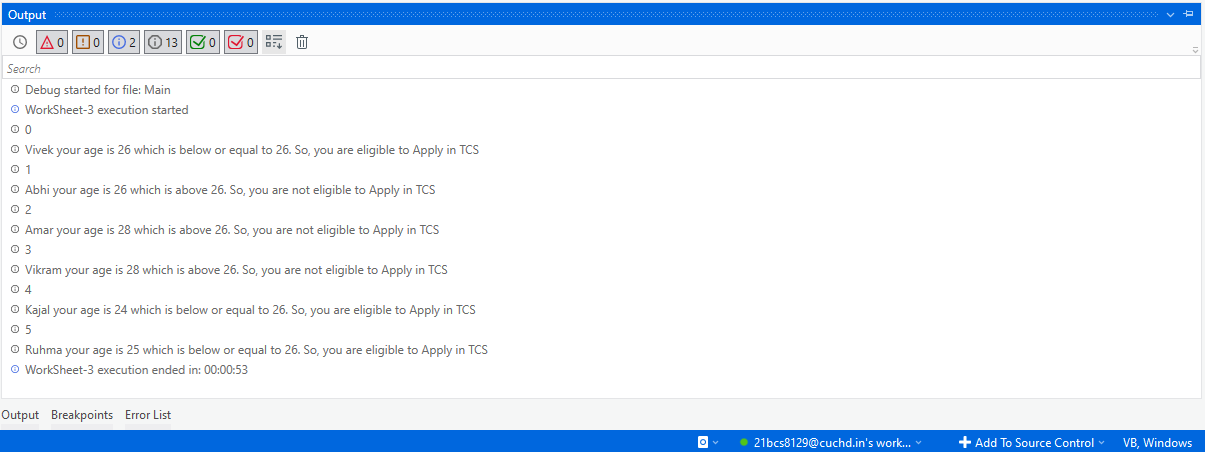 Output
0 0 2 13 0 0
Search
Debug started for file: Main
WorkSheet-3 execution started
0
Vivek your age is 26 which is below or equal to 26. So, you are eligible to Apply in TCS
1
Abhi your age is 26 which is above 26. So, you are not eligible to Apply in TCS
2
Amar your age is 28 which is above 26. So, you are not eligible to Apply in TCS
3
Vikram your age is 28 which is above 26. So, you are not eligible to Apply in TCS
4
Kajal your age is 24 which is below or equal to 26. So, you are eligible to Apply in TCS
5
Ruhma your age is 25 which is below or equal to 26. So, you are eligible to Apply in TCS
WorkSheet-3 execution ended in: 00:00:53
Output Breakpoints Error List
21bcs8129@cuchd.in's work... Add To Source Control VB, Windows